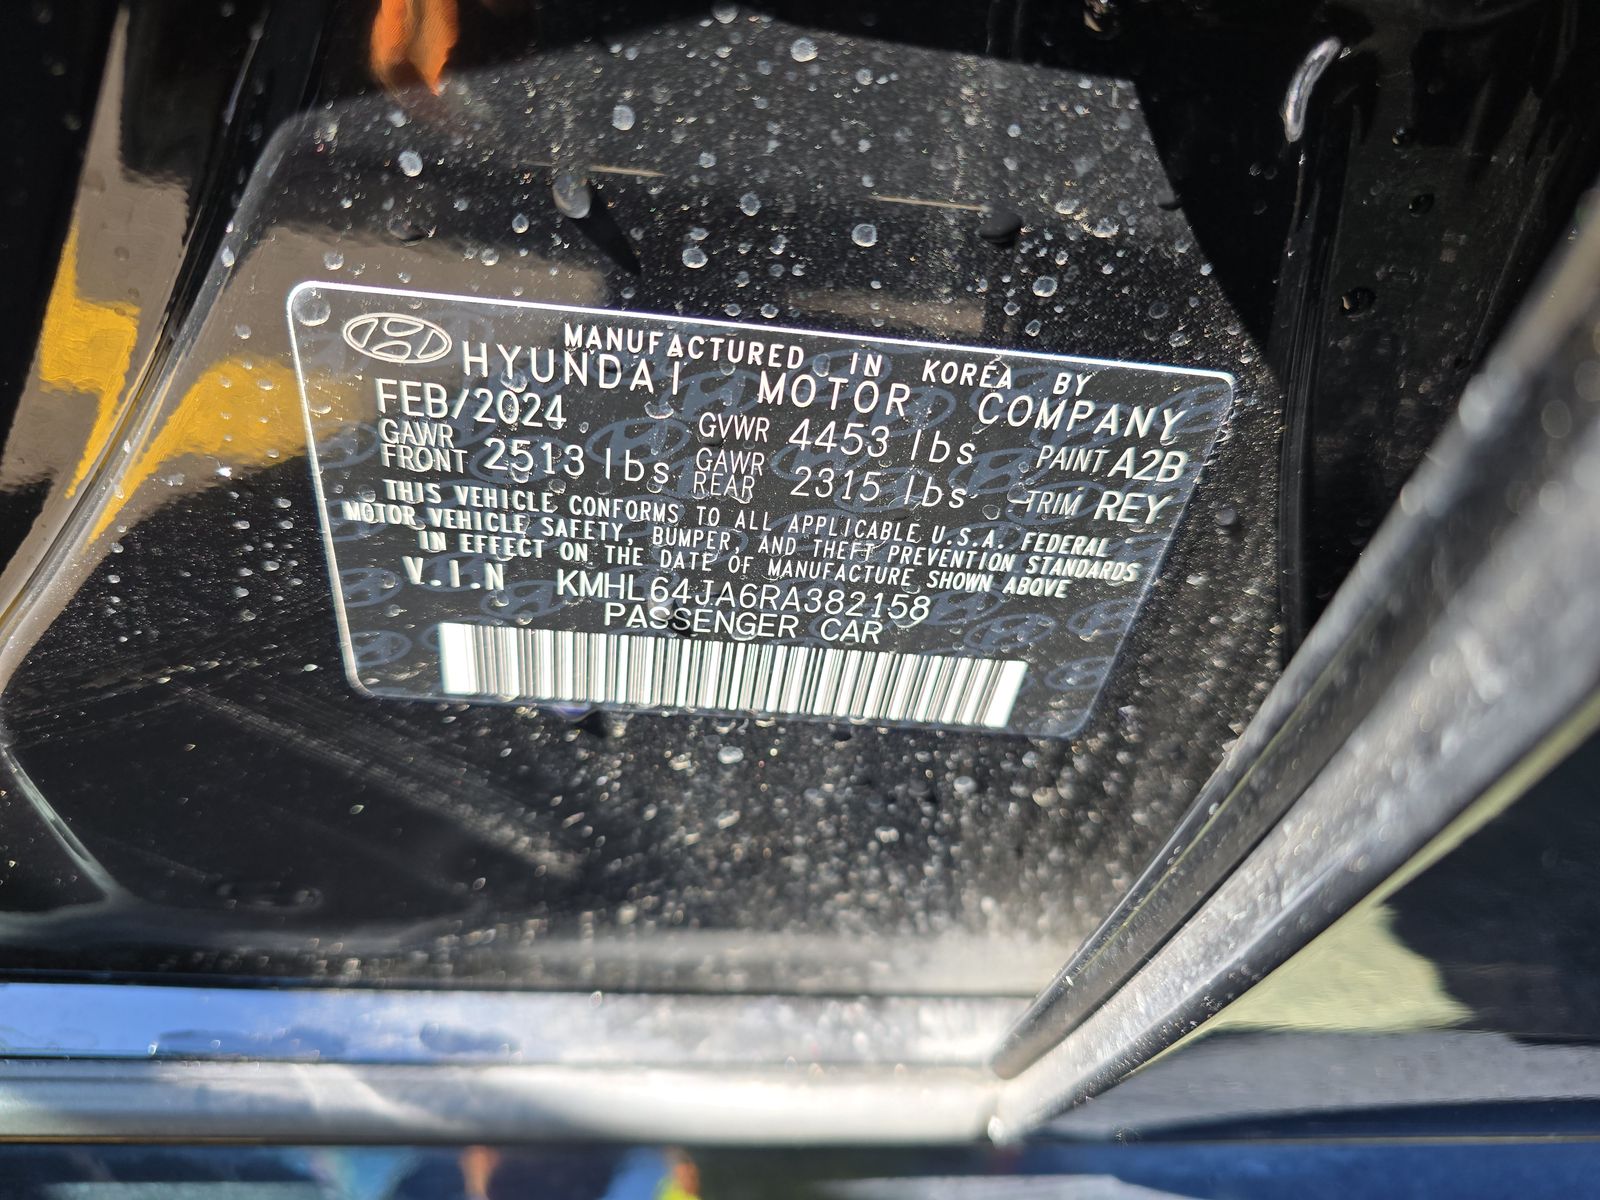 MANUFACTURED IN KOREA BY
HYUNDAI MOTOR COMPANY
FEB/2024 GVWR 4453 lbs PAINT A2B
GAWR FRONT 2513 lbs GAWR REAR 2315 lbs TRIM REY
THIS VEHICLE CONFORMS TO ALL APPLICABLE U.S.A. FEDERAL
MOTOR VEHICLE SAFETY, BUMPER, AND THEFT PREVENTION STANDARDS
IN EFFECT ON THE DATE OF MANUFACTURE SHOWN ABOVE
V.I.N KMHL64JA6RA382158
PASSENGER CAR